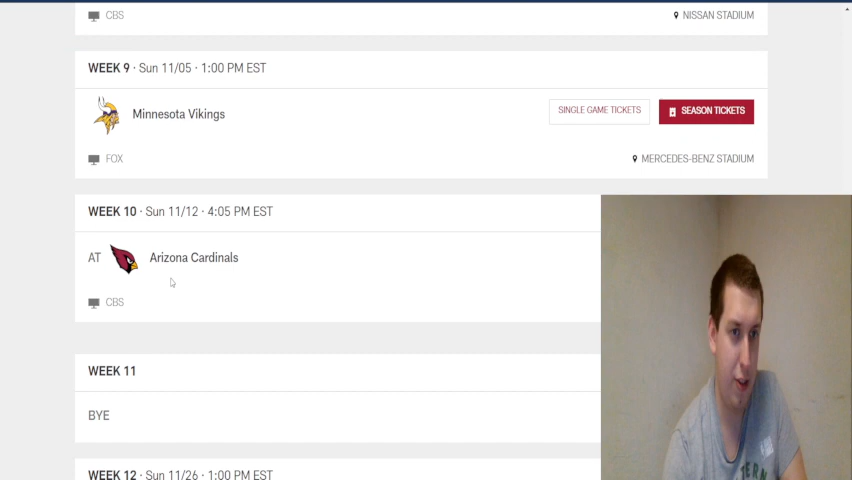 CBS
NISSAN STADIUM
WEEK 9 · Sun 11/05 · 1:00 PM EST
Minnesota Vikings
SINGLE GAME TICKETS
SEASON TICKETS
FOX
MERCEDES-BENZ STADIUM
WEEK 10 · Sun 11/12 · 4:05 PM EST
AT Arizona Cardinals
CBS
WEEK 11
BYE
WEEK 12 · Sun 11/26 · 1:00 PM EST